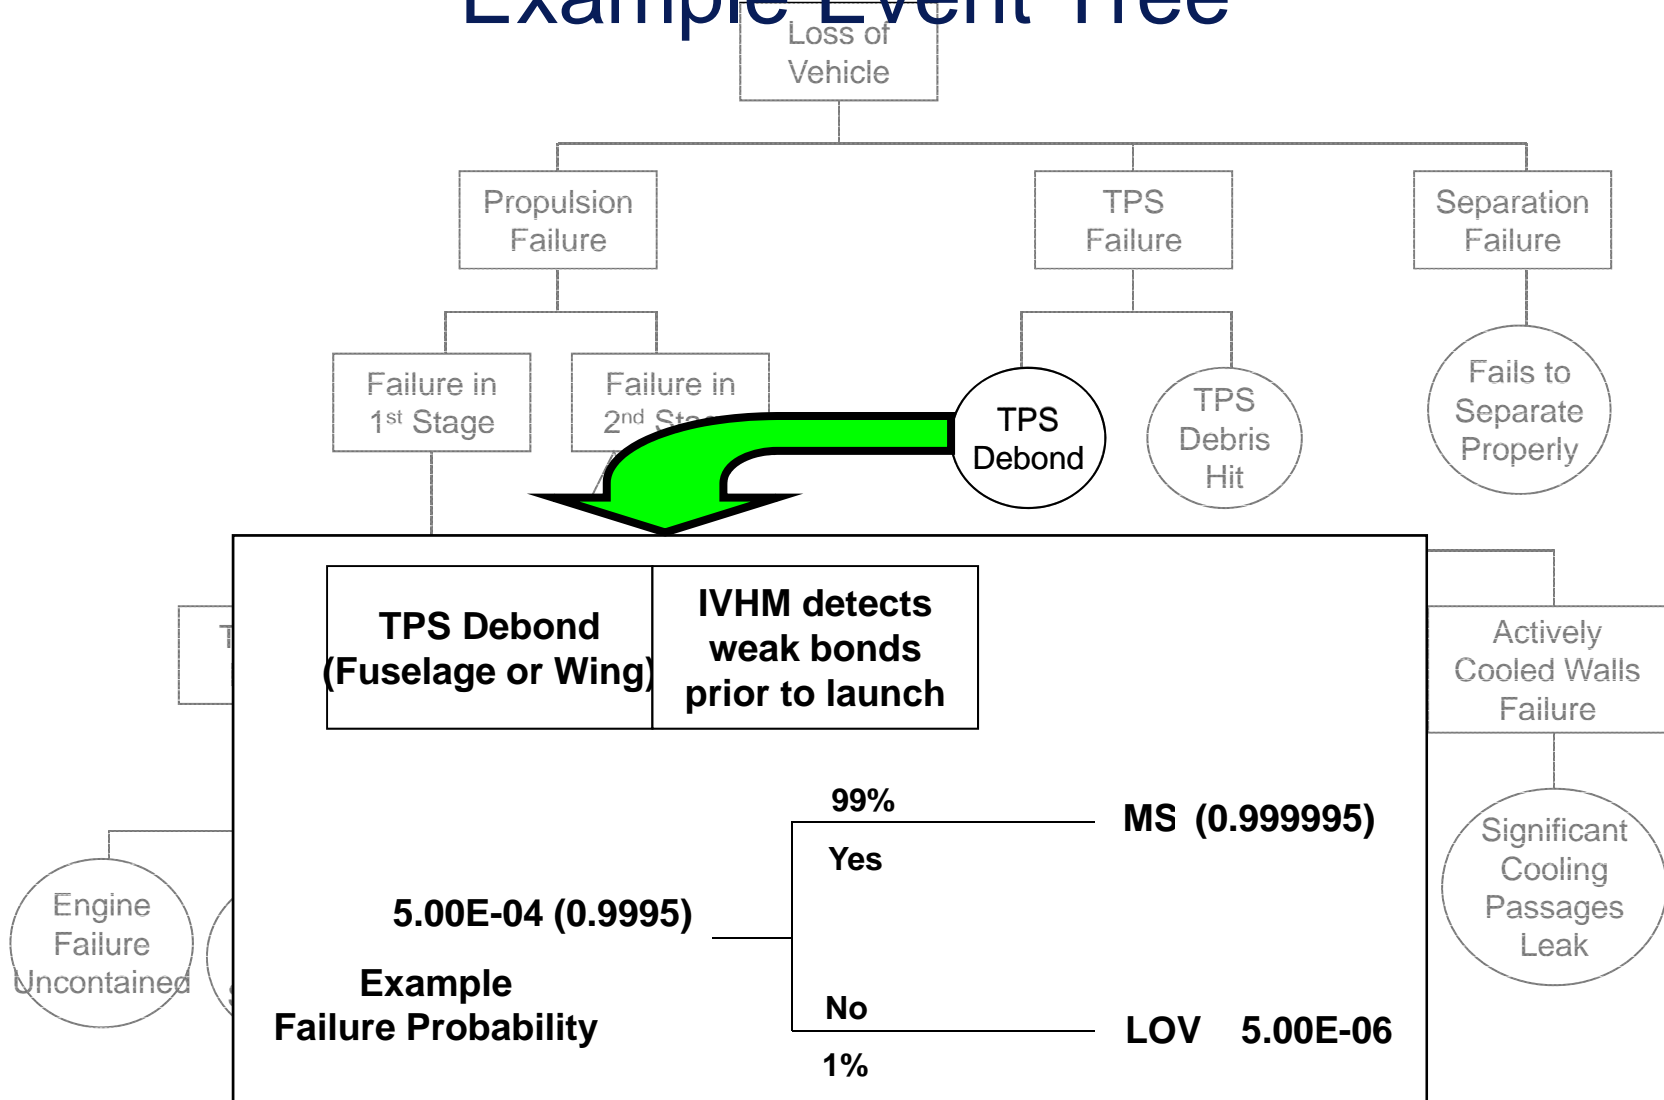 Example Event Tree
Loss of
Vehicle
Propulsion
Failure
TPS
Failure
Separation
Failure
Failure in
1st Stage
Failure in
2nd
TPS
Debond
TPS
Debris
Hit
Fails to
Separate
Properly
TPS Debond
(Fuselage or Wing)
IVHM detects
weak bonds
prior to launch
Actively
Cooled Walls
Failure
99%
Yes
MS (0.999995)
5.00E-04 (0.9995)
Example
Failure Probability
No
1%
LOV 5.00E-06
Engine
Failure
Uncontained
Significant
Cooling
Passages
Leak